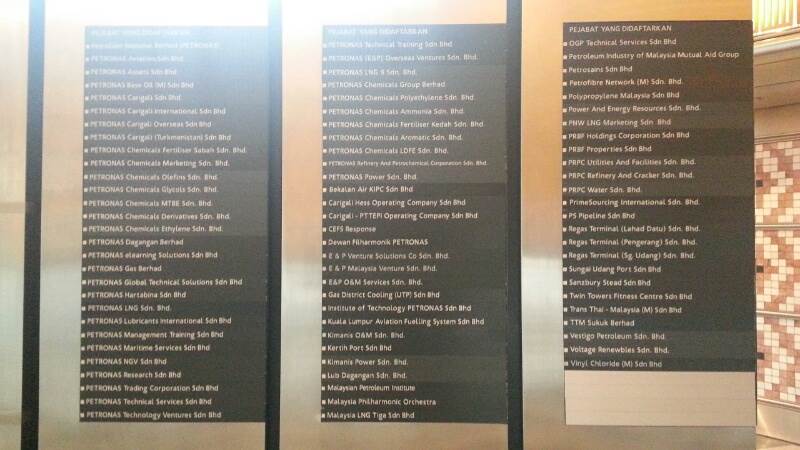 PEJABAT YANG DIDAFTARKAN
Petroliam Nasional Berhad (PETRONAS)
PETRONAS Aviation Sdn Bhd
PETRONAS Assets Sdn Bhd
PETRONAS Base Oil (M) Sdn Bhd
PETRONAS Carigali Sdn Bhd
PETRONAS Carigali International Sdn Bhd
PETRONAS Carigali Overseas Sdn Bhd
PETRONAS Carigali (Turkmenistan) Sdn Bhd
PETRONAS Chemicals Fertiliser Sabah Sdn. Bhd.
PETRONAS Chemicals Marketing Sdn. Bhd.
PETRONAS Chemicals Olefins Sdn. Bhd.
PETRONAS Chemicals Glycols Sdn. Bhd.
PETRONAS Chemicals MTBE Sdn. Bhd.
PETRONAS Chemicals Derivatives Sdn. Bhd.
PETRONAS Chemicals Ethylene Sdn. Bhd.
PETRONAS Dagangan Berhad
PETRONAS eLearning Solutions Sdn Bhd
PETRONAS Gas Berhad
PETRONAS Global Technical Solutions Sdn Bhd
PETRONAS Hartabina Sdn Bhd
PETRONAS LNG Sdn. Bhd.
PETRONAS Lubricants International Sdn Bhd
PETRONAS Management Training Sdn Bhd
PETRONAS Maritime Services Sdn Bhd
PETRONAS NGV Sdn Bhd
PETRONAS Research Sdn Bhd
PETRONAS Trading Corporation Sdn Bhd
PETRONAS Technical Services Sdn Bhd
PETRONAS Technology Ventures Sdn Bhd
PEJABAT YANG DIDAFTARKAN
PETRONAS Technical Training Sdn Bhd
PETRONAS (E&P) Overseas Ventures Sdn. Bhd.
PETRONAS LNG 9 Sdn. Bhd.
PETRONAS Chemicals Group Berhad
PETRONAS Chemicals Polyethylene Sdn. Bhd.
PETRONAS Chemicals Ammonia Sdn. Bhd.
PETRONAS Chemicals Fertiliser Kedah Sdn. Bhd.
PETRONAS Chemicals Aromatic Sdn. Bhd.
PETRONAS Chemicals LDPE Sdn. Bhd.
PETRONAS Refinery And Petrochemical Corporation Sdn. Bhd.
PETRONAS Power Sdn. Bhd.
Bekalan Air KIPC Sdn Bhd
Carigali Hess Operating Company Sdn Bhd
Carigali - PTTEPI Operating Company Sdn Bhd
CEFS Response
Dewan Filharmonik PETRONAS
E & P Venture Solutions Co Sdn. Bhd.
E & P Malaysia Venture Sdn. Bhd.
E&P O&M Services Sdn. Bhd.
Gas District Cooling (UTP) Sdn Bhd
Institute of Technology PETRONAS Sdn Bhd
Kuala Lumpur Aviation Fuelling System Sdn Bhd
Kimanis O&M Sdn. Bhd.
Kertih Port Sdn Bhd
Kimanis Power Sdn. Bhd.
Lub Dagangan Sdn. Bhd.
Malaysian Petroleum Institute
Malaysia Philharmonic Orchestra
Malaysia LNG Tiga Sdn Bhd
PEJABAT YANG DIDAFTARKAN
OGP Technical Services Sdn Bhd
Petroleum Industry of Malaysia Mutual Aid Group
Petrosains Sdn Bhd
Petrofibre Network (M) Sdn. Bhd.
Polypropylene Malaysia Sdn Bhd
Power And Energy Resources Sdn. Bhd.
PNW LNG Marketing Sdn. Bhd
PRBF Holdings Corporation Sdn Bhd
PRBF Properties Sdn Bhd
PRPC Utilities And Facilities Sdn. Bhd.
PRPC Refinery And Cracker Sdn. Bhd.
PRPC Water Sdn. Bhd.
PrimeSourcing International Sdn. Bhd.
PS Pipeline Sdn Bhd
Regas Terminal (Lahad Datu) Sdn. Bhd.
Regas Terminal (Pengerang) Sdn. Bhd.
Regas Terminal (Sg. Udang) Sdn. Bhd.
Sungai Udang Port Sdn Bhd
Sanzbury Stead Sdn Bhd
Twin Towers Fitness Centre Sdn Bhd
Trans Thai - Malaysia (M) Sdn Bhd
TTM Sukuk Berhad
Vestigo Petroleum Sdn. Bhd.
Voltage Renewbles Sdn. Bhd.
Vinyl Chloride (M) Sdn Bhd